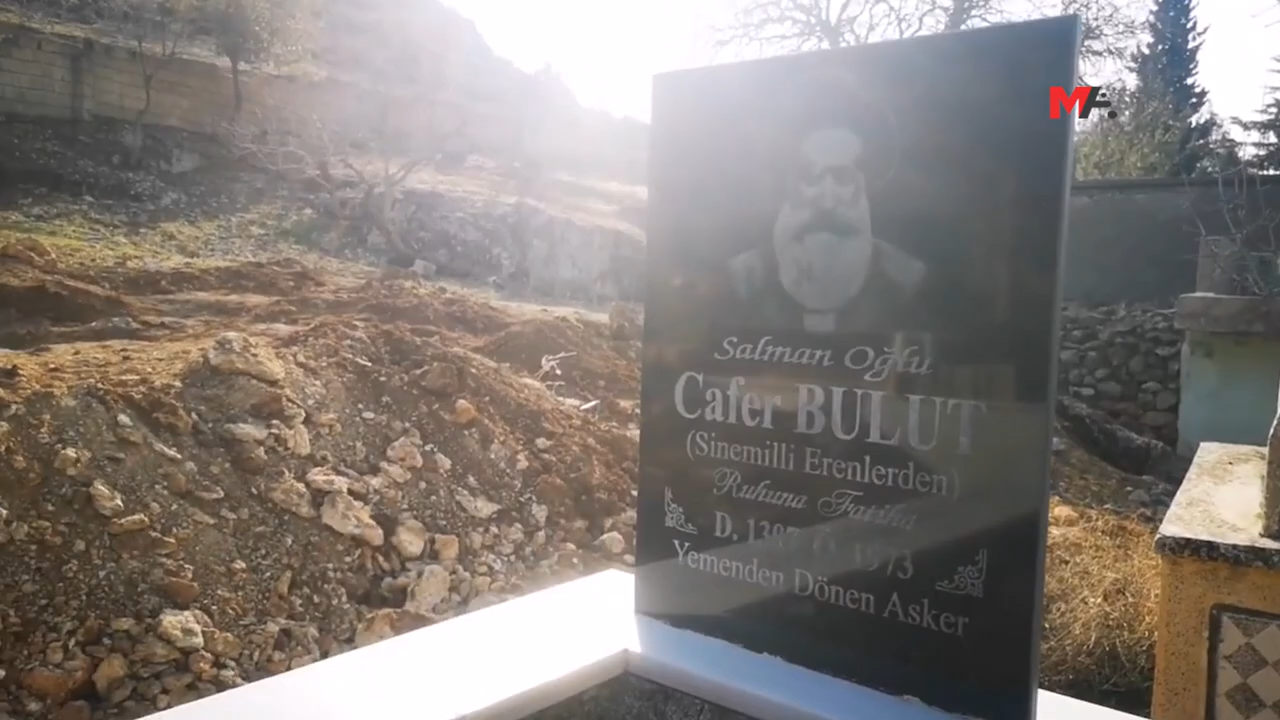 MA
Salman Oğlu
Cafer BULUT
(Sinemilli Erenlerden)
Ruhuna Fatiha
D. 1973
Yemenden Dönen Asker